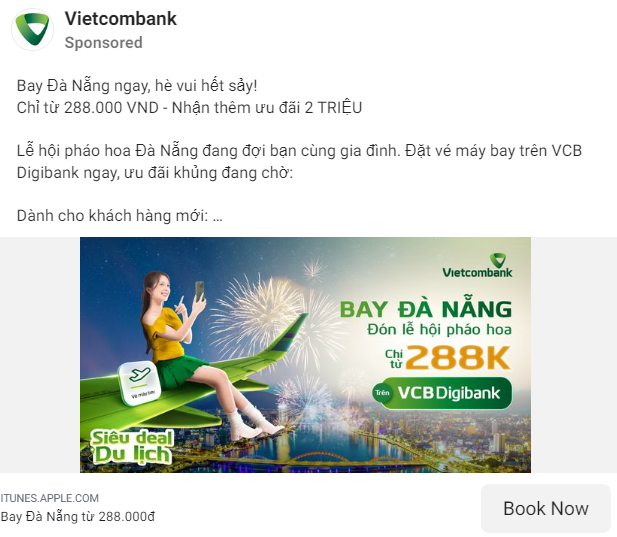 Vietcombank
Sponsored
Bay Đà Nẵng ngay, hè vui hết sảy!
Chỉ từ 288.000 VND - Nhận thêm ưu đãi 2 TRIỆU
Lễ hội pháo hoa Đà Nẵng đang đợi bạn cùng gia đình. Đặt vé máy bay trên VCB
Digibank ngay, ưu đãi khủng đang chờ:
Dành cho khách hàng mới: ...
Vietcombank
BAY ĐÀ NẴNG
Đón lễ hội pháo hoa
Chỉ từ 288K
Trên VCBDigibank
Vé máy bay
Siêu deal
Du lịch
ITUNES.APPLE.COM
Bay Đà Nẵng từ 288.000đ
Book Now